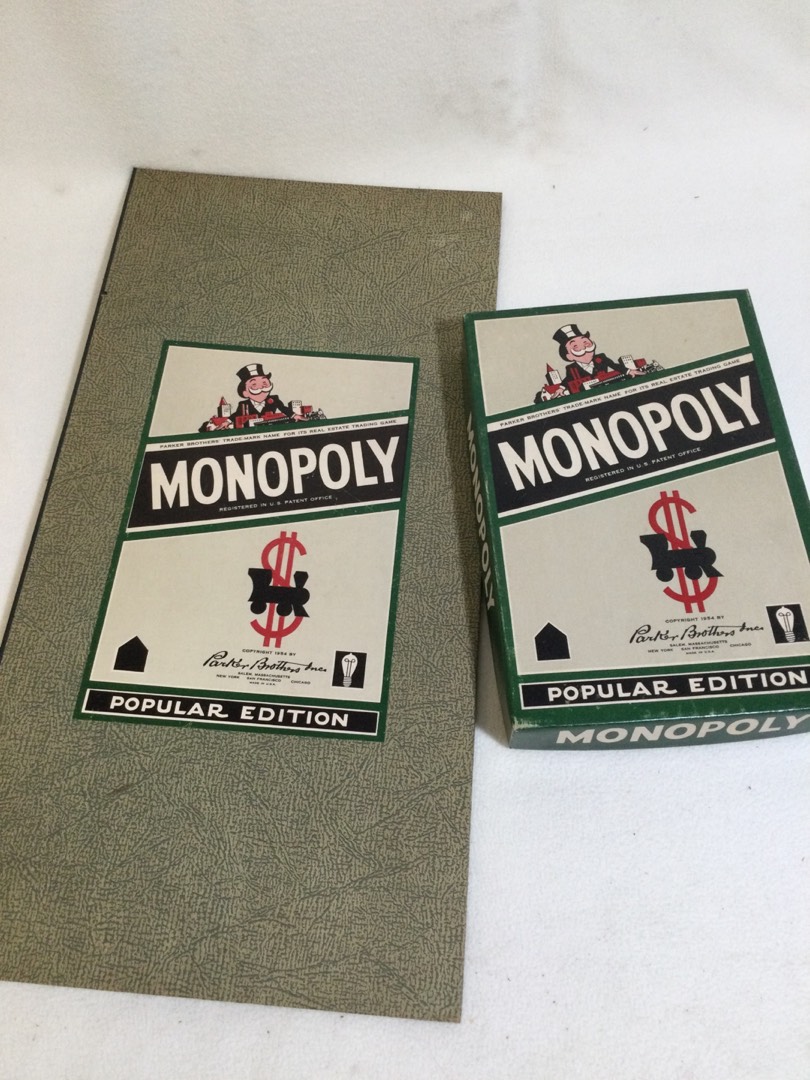 PARKER BROTHERS TRADE-MARK NAME FOR ITS REAL ESTATE TRADING GAME
MONOPOLY
REGISTERED IN U.S. PATENT OFFICE
COPYRIGHT 1954 BY
Parker Brothers Inc.
SALEM, MASSACHUSETTS
NEW YORK SAN FRANCISCO CHICAGO
MADE IN U.S.A.
POPULAR EDITION
PARKER BROTHERS TRADE-MARK NAME FOR ITS REAL ESTATE TRADING GAME
MONOPOLY
REGISTERED IN U.S. PATENT OFFICE
COPYRIGHT 1954 BY
Parker Brothers Inc.
SALEM, MASSACHUSETTS
NEW YORK SAN FRANCISCO CHICAGO
MADE IN U.S.A.
POPULAR EDITION
MONOPOLY
MONOPOLY